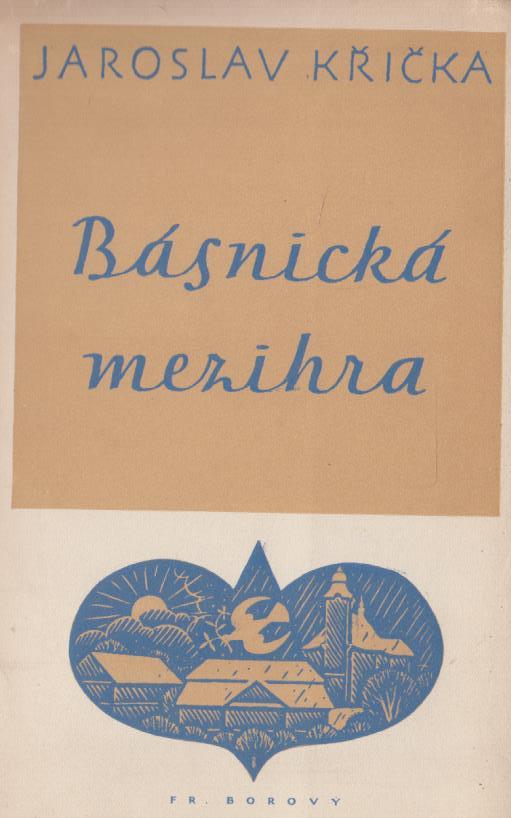 JAROSLAV KŘIČKA
Básnická
mezihra
FR. BOROVÝ